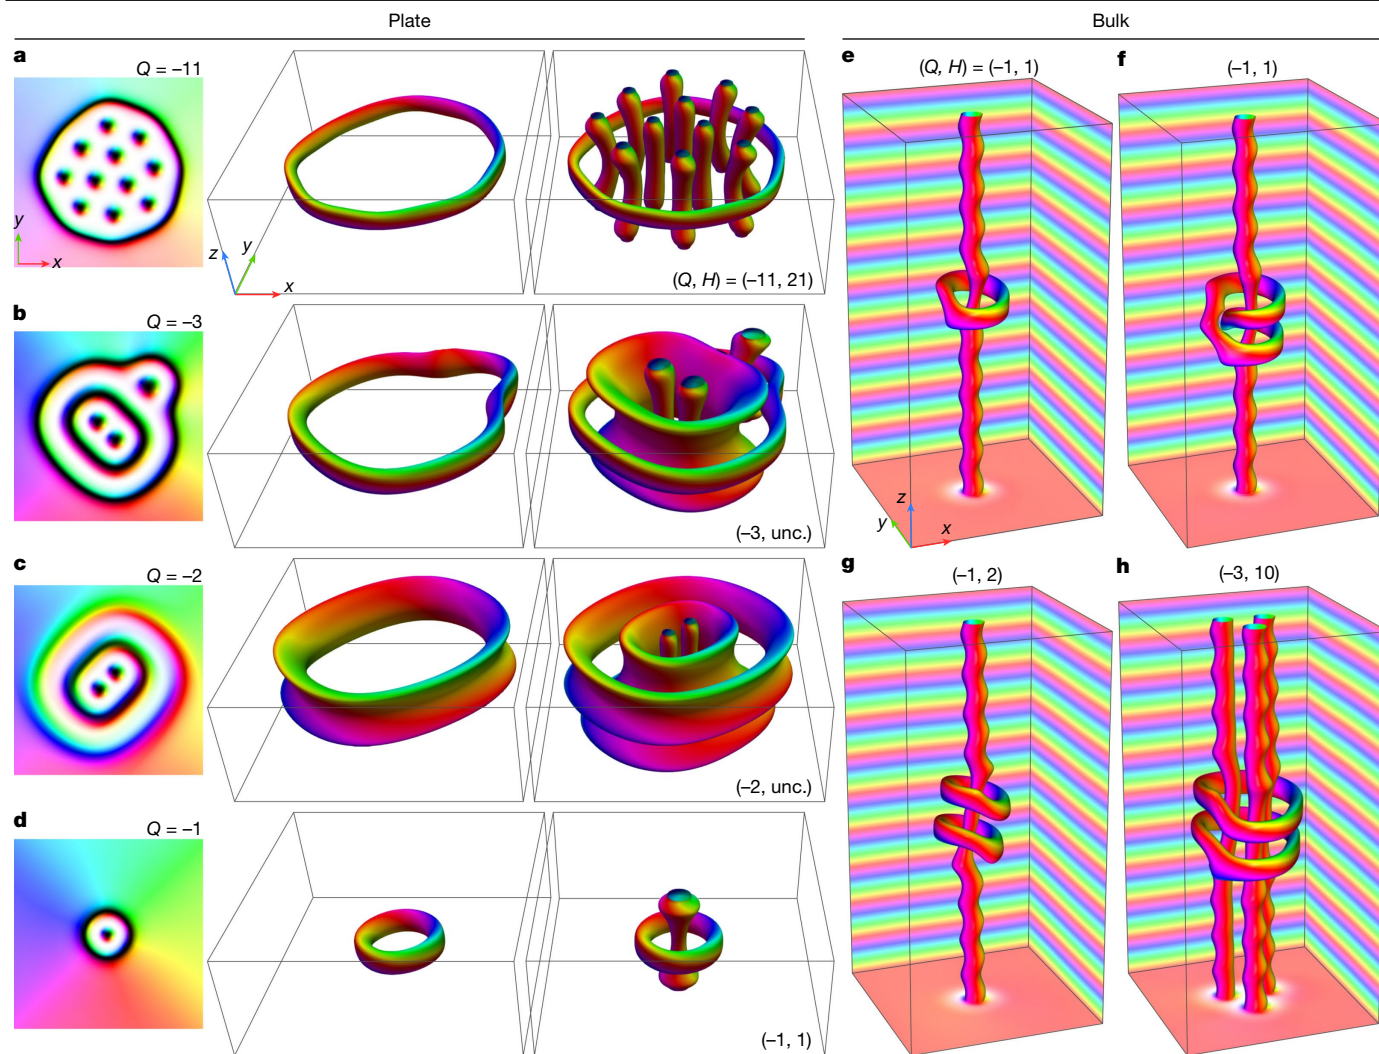 Plate
Bulk
a
Q = –11
y
x
z
y
x
(Q, H) = (–11, 21)
b
Q = –3
(–3, unc.)
c
Q = –2
(–2, unc.)
d
Q = –1
(–1, 1)
e
(Q, H) = (–1, 1)
z
y
x
f
(–1, 1)
g
(–1, 2)
h
(–3, 10)